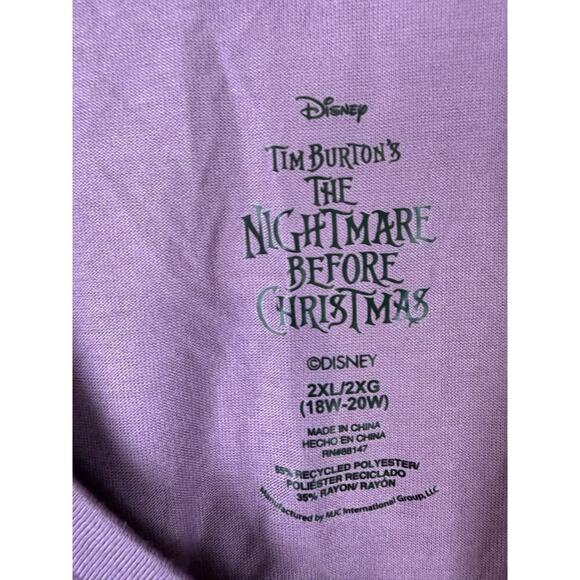 Disney
TIM BURTON'S
THE
NIGHTMARE
BEFORE
CHRISTMAS
©DISNEY
2XL/2XG
(18W-20W)
MADE IN CHINA
HECHO EN CHINA
RN#88147
65% RECYCLED POLYESTER/
POLIÉSTER RECICLADO
35% RAYON/ RAYÓN
Manufactured by MJC International Group, LLC